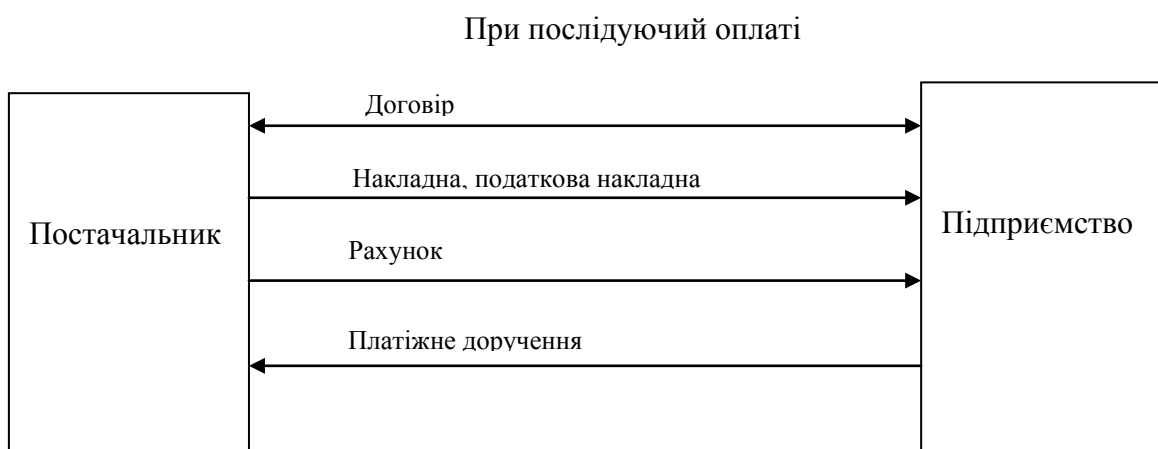 При послідуючий оплаті
Договір
Накладна, податкова накладна
Постачальник
Підприємство
Рахунок
Платіжне доручення